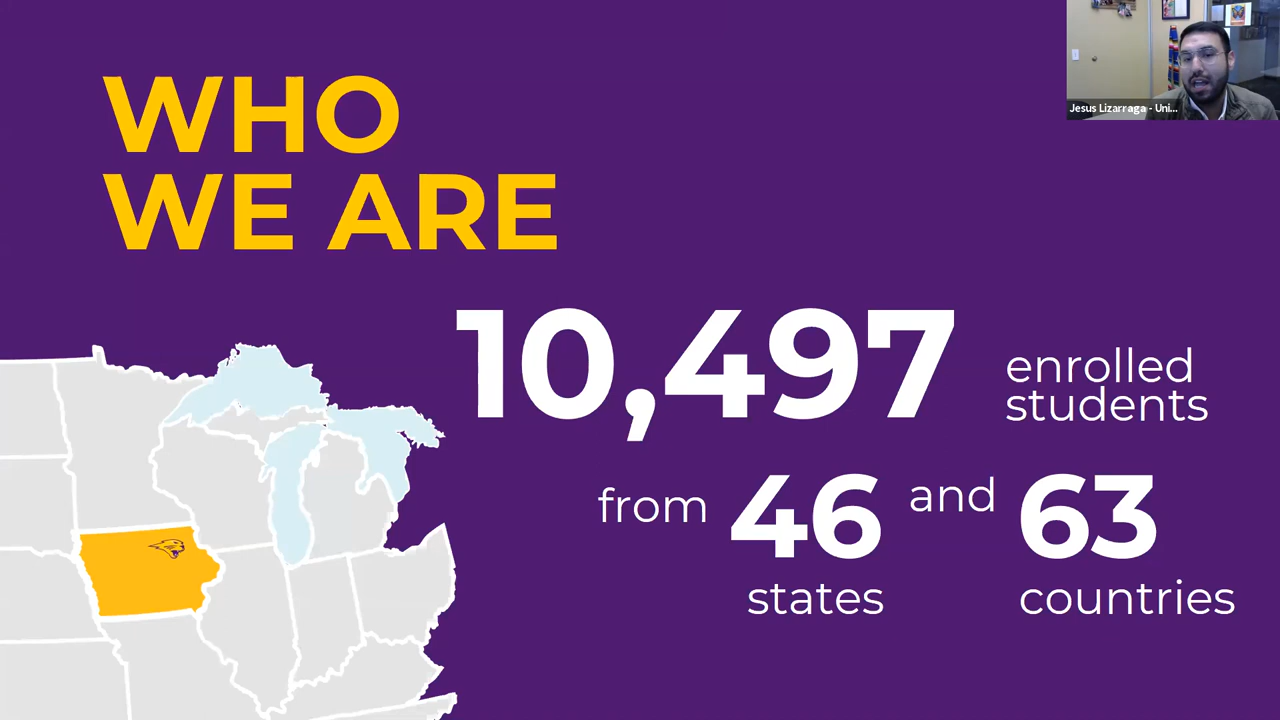 WHO
WE ARE
10,497 enrolled
students
from 46 and 63
states countries
Jesus Lizarraga - Uni...